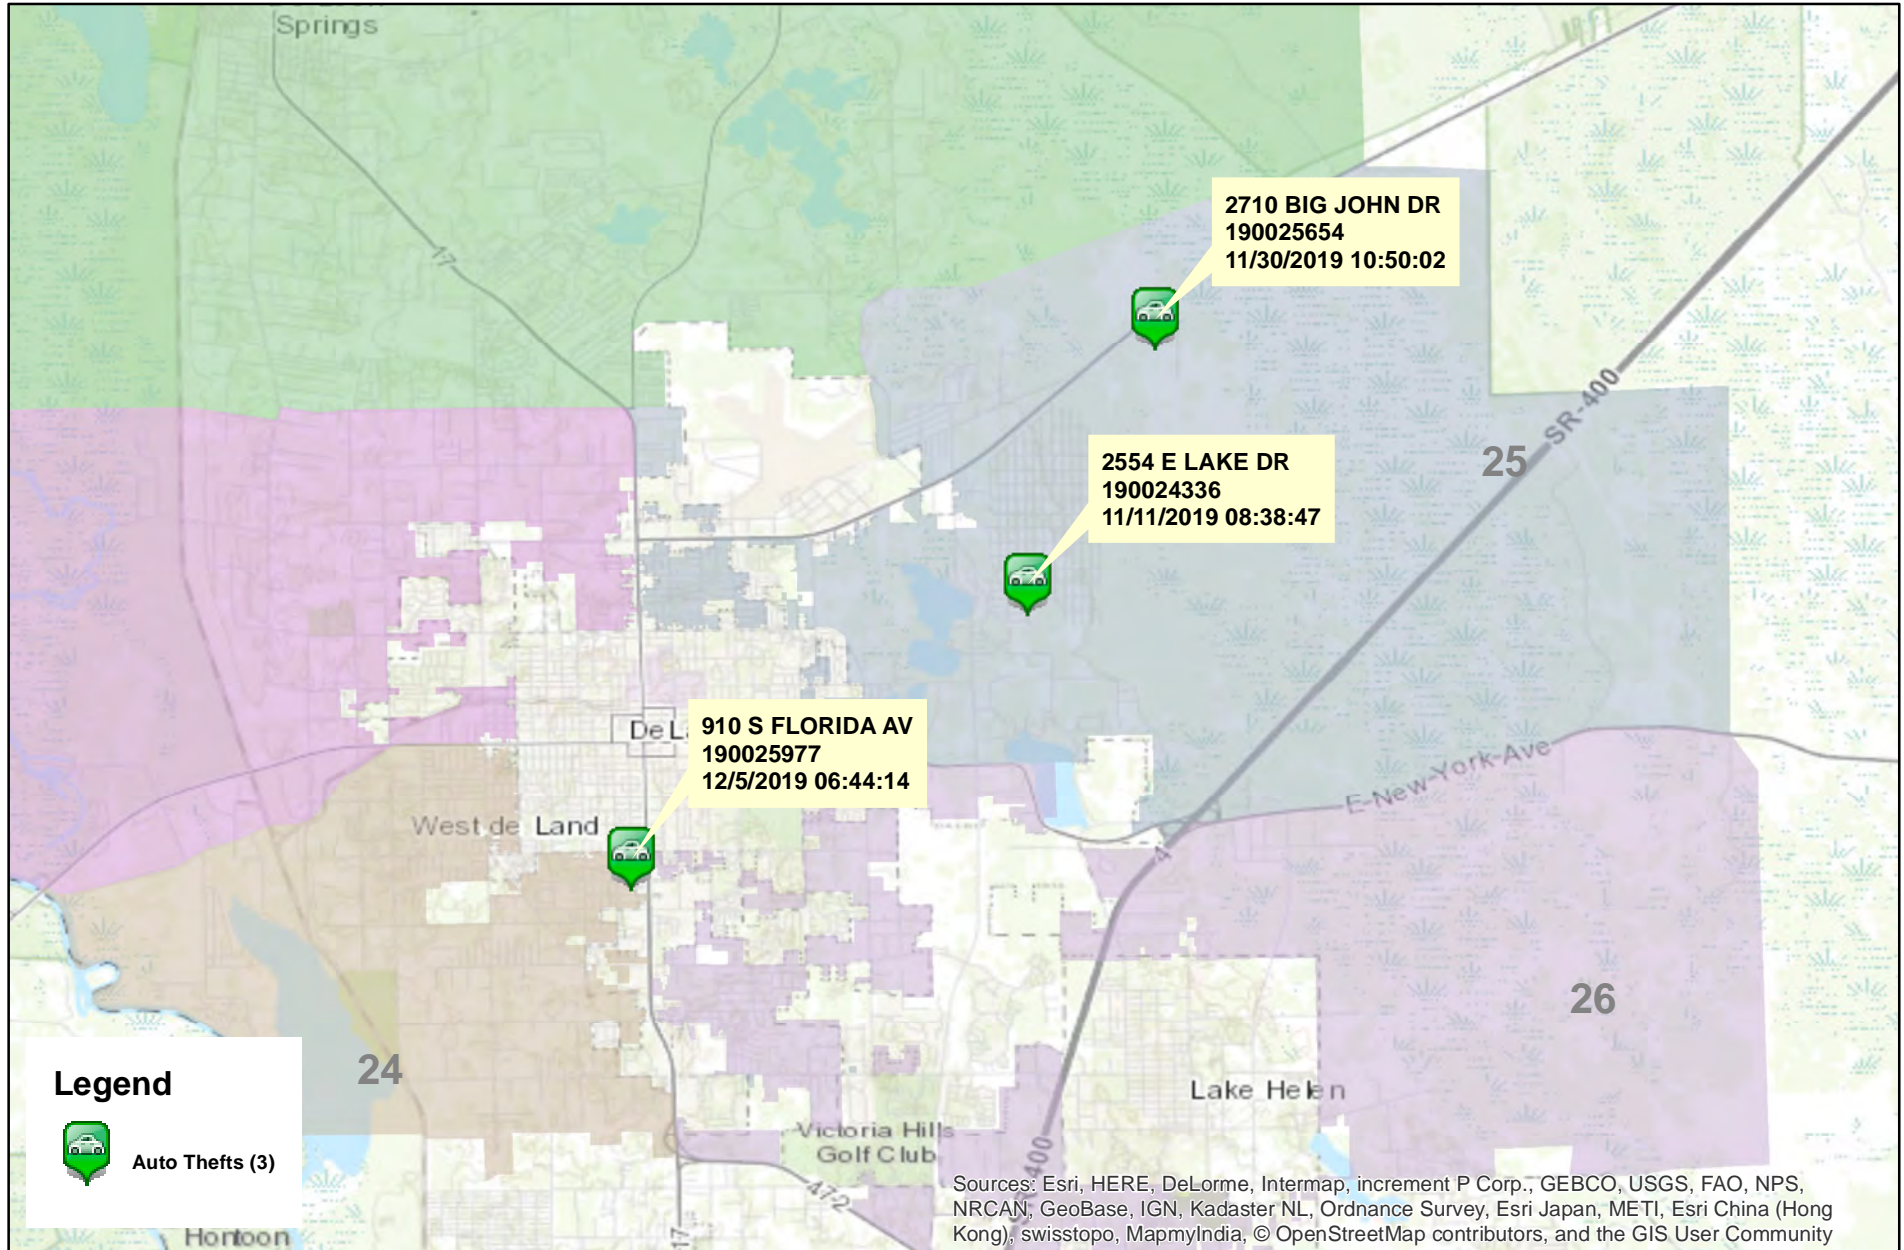 Springs
17
2710 BIG JOHN DR
190025654
11/30/2019 10:50:02
SR-400
25
2554 E LAKE DR
190024336
11/11/2019 08:38:47
910 S FLORIDA AV
190025977
12/5/2019 06:44:14
E-New-York-Ave
West de Land
4
26
24
Legend
Auto Thefts (3)
Lake Helen
Victoria Hills
Golf Club
472
17
Hontoon
Sources: Esri, HERE, DeLorme, Intermap, increment P Corp., GEBCO, USGS, FAO, NPS,
NRCAN, GeoBase, IGN, Kadaster NL, Ordnance Survey, Esri Japan, METI, Esri China (Hong
Kong), swisstopo, MapmyIndia, © OpenStreetMap contributors, and the GIS User Community